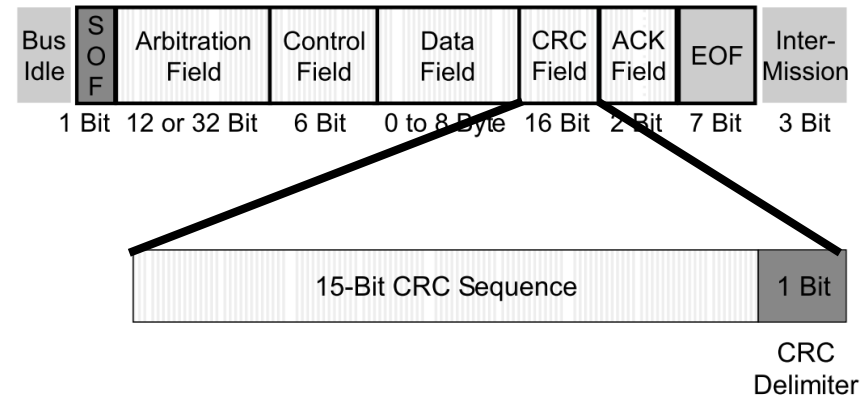 Bus
Idle
S
O
F
Arbitration
Field
Control
Field
Data
Field
CRC
Field
ACK
Field
EOF
Inter-
Mission
1 Bit 12 or 32 Bit 6 Bit 0 to 8 Byte 16 Bit 2 Bit 7 Bit 3 Bit
15-Bit CRC Sequence
1 Bit
CRC
Delimiter